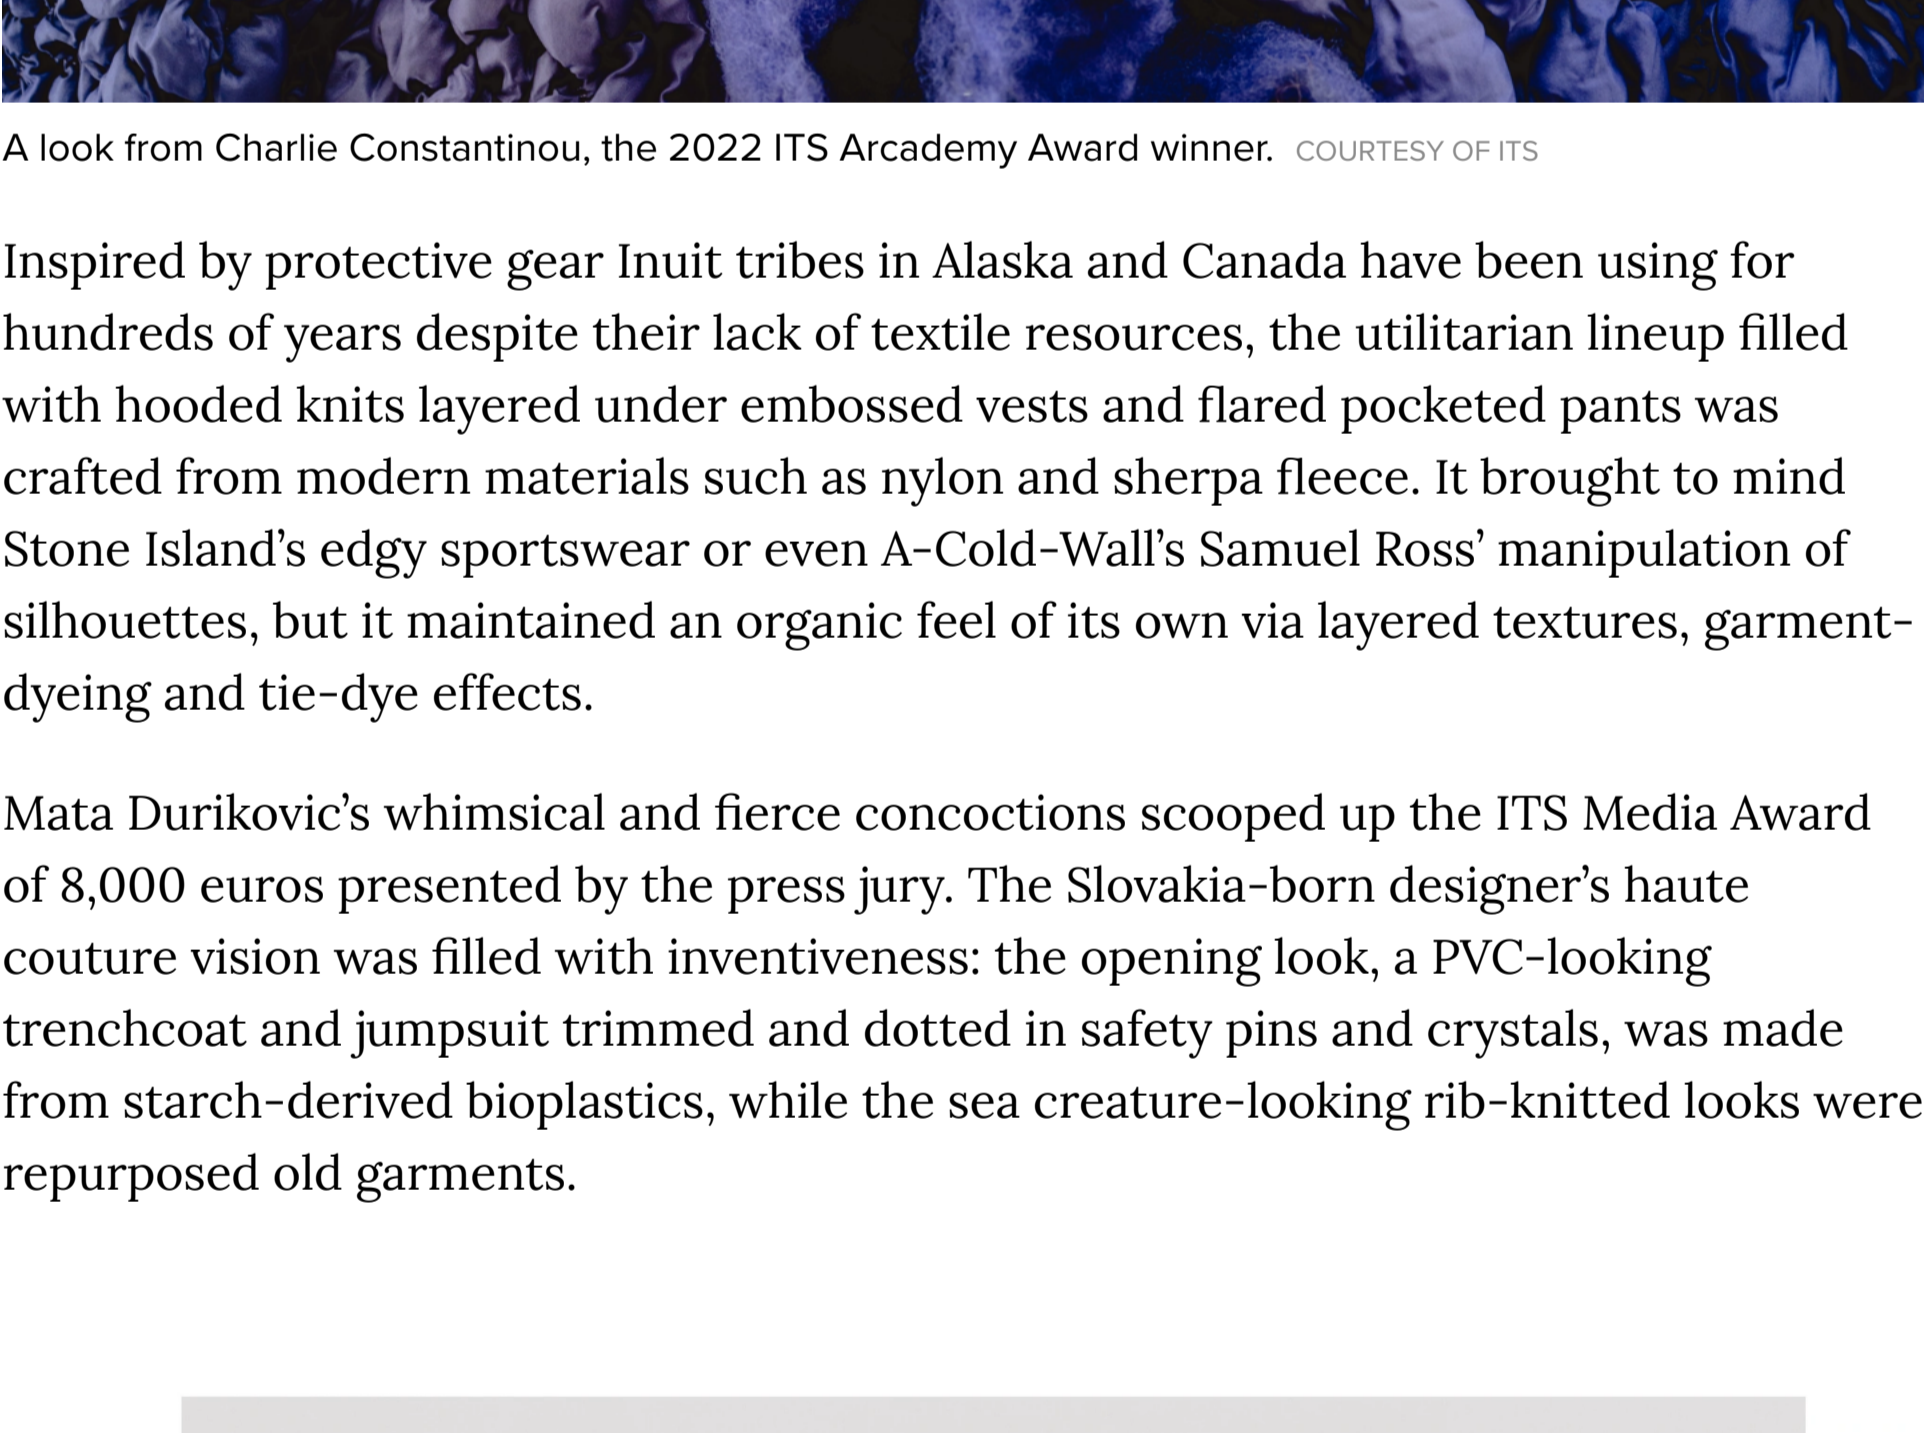 A look from Charlie Constantinou, the 2022 ITS Arcademy Award winner. COURTESY OF ITS
Inspired by protective gear Inuit tribes in Alaska and Canada have been using for
hundreds of years despite their lack of textile resources, the utilitarian lineup filled
with hooded knits layered under embossed vests and flared pocketed pants was
crafted from modern materials such as nylon and sherpa fleece. It brought to mind
Stone Island’s edgy sportswear or even A-Cold-Wall’s Samuel Ross’ manipulation of
silhouettes, but it maintained an organic feel of its own via layered textures, garment-
dyeing and tie-dye effects.
Mata Durikovic’s whimsical and fierce concoctions scooped up the ITS Media Award
of 8,000 euros presented by the press jury. The Slovakia-born designer’s haute
couture vision was filled with inventiveness: the opening look, a PVC-looking
trenchcoat and jumpsuit trimmed and dotted in safety pins and crystals, was made
from starch-derived bioplastics, while the sea creature-looking rib-knitted looks were
repurposed old garments.